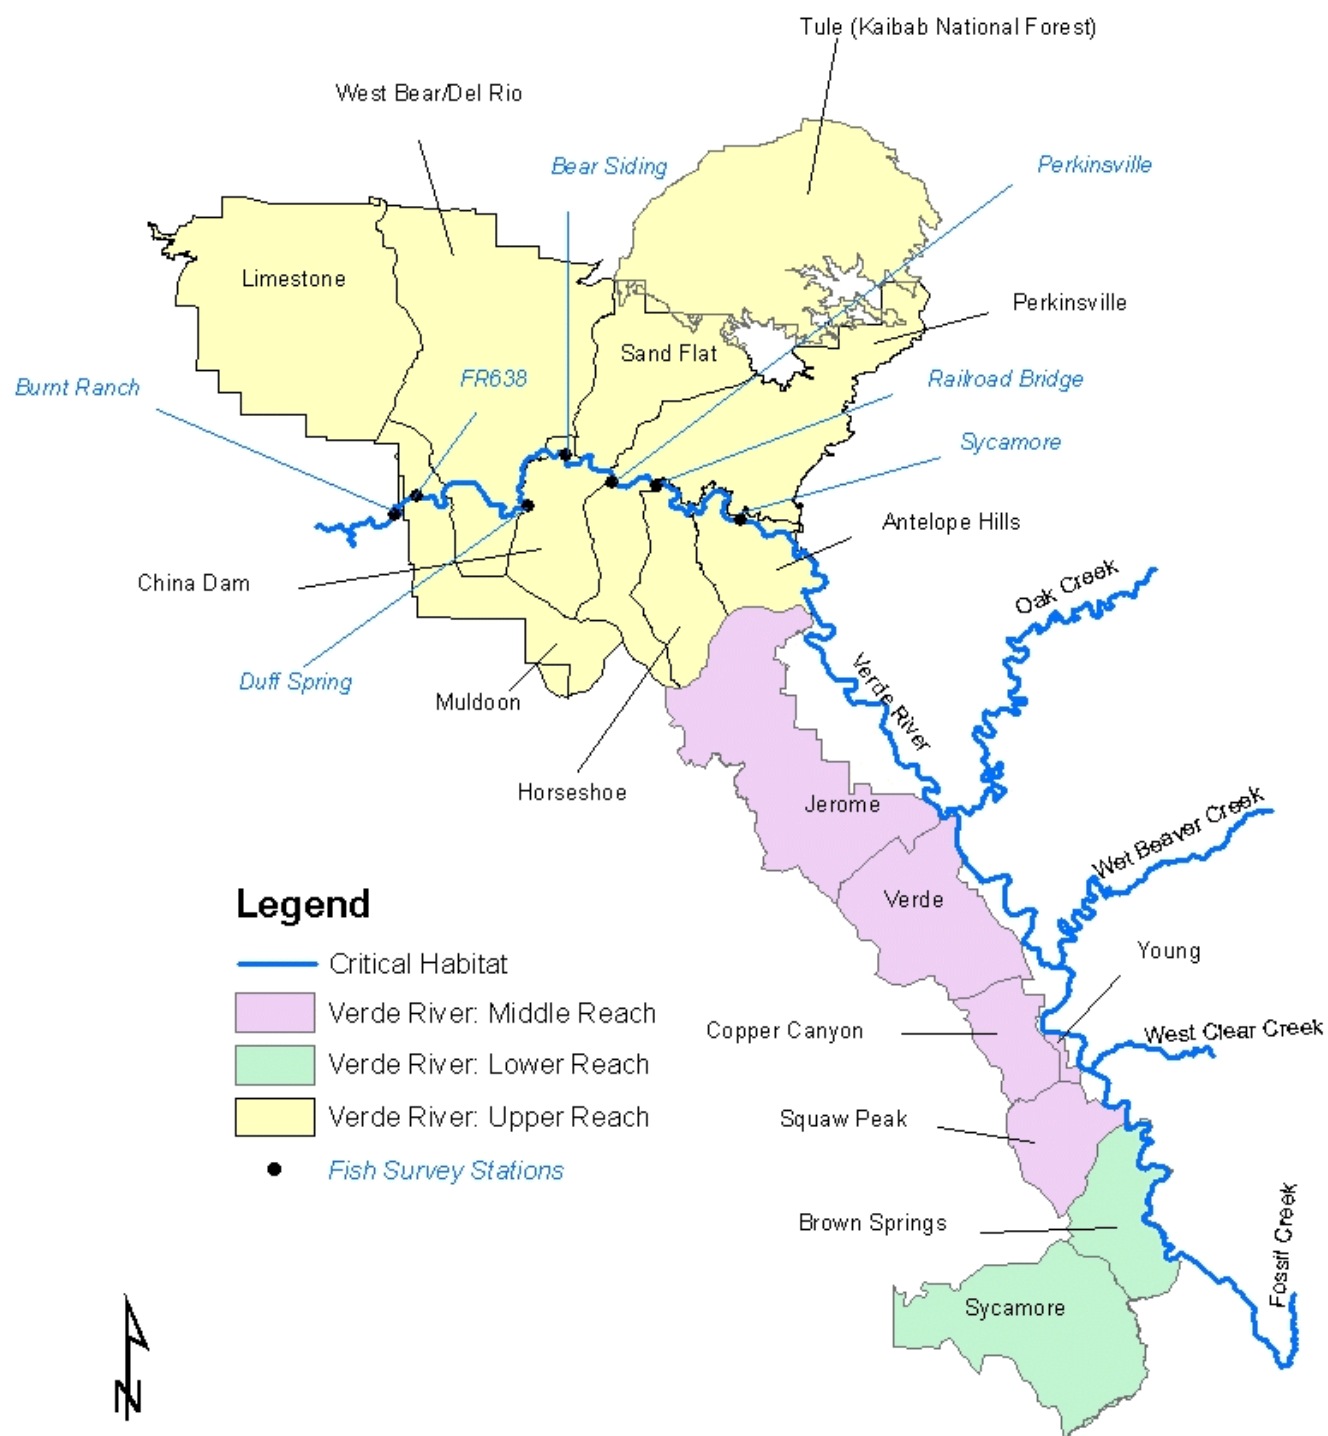 Tule (Kaibab National Forest)
West Bear/Del Rio
Bear Siding
Perkinsville
Limestone
Perkinsville
Sand Flat
Burnt Ranch
FR638
Railroad Bridge
Sycamore
Antelope Hills
China Dam
Oak Creek
Duff Spring
Muldoon
Verde River
Horseshoe
Jerome
Wet Beaver Creek
Legend
Verde
Critical Habitat
Young
Verde River: Middle Reach
Copper Canyon
West Clear Creek
Verde River: Lower Reach
Verde River: Upper Reach
Squaw Peak
Fish Survey Stations
Brown Springs
Fossil Creek
Sycamore
N